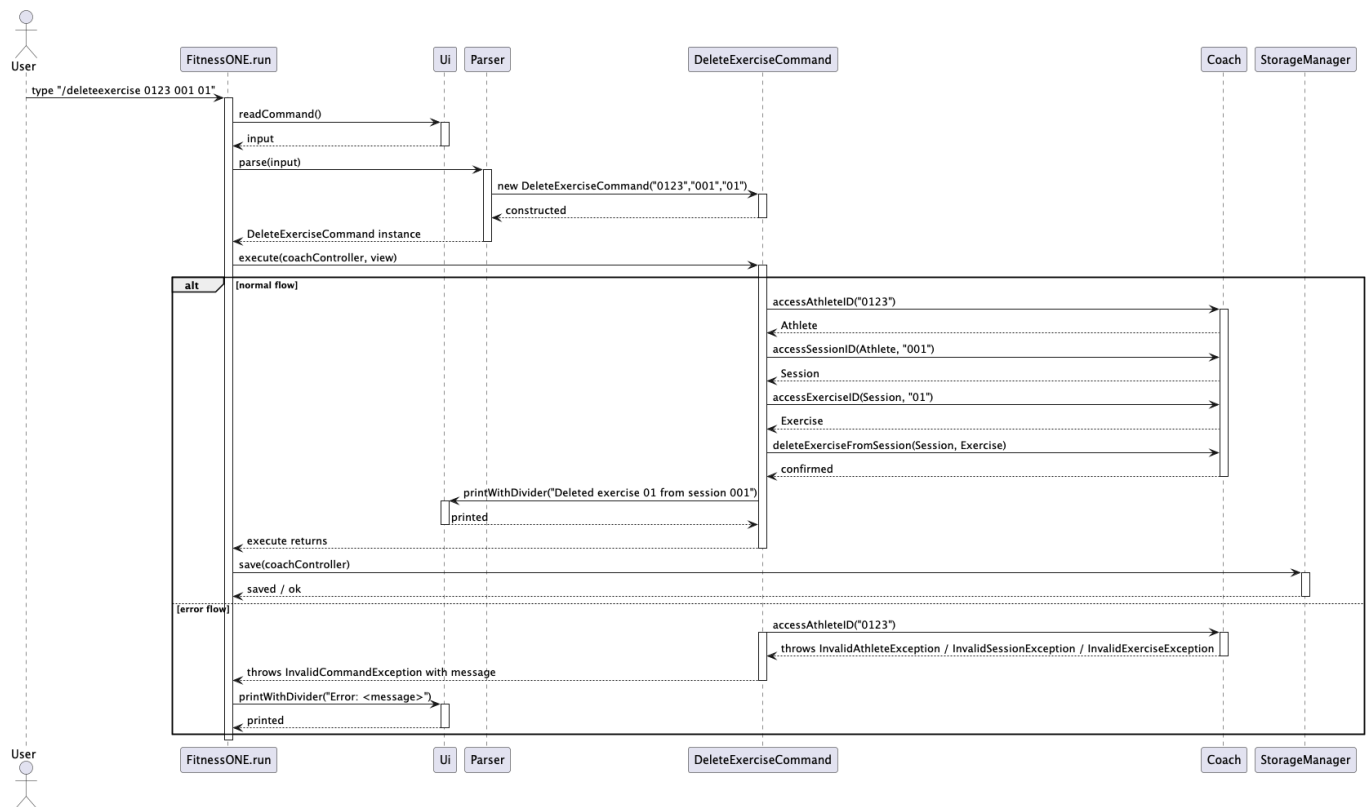 User
FitnessONE.run
Ui
Parser
DeleteExerciseCommand
Coach
StorageManager
type "/deleteexercise 0123 001 01"
readCommand()
input
parse(input)
new DeleteExerciseCommand("0123","001","01")
constructed
DeleteExerciseCommand instance
execute(coachController, view)
alt
[normal flow]
accessAthleteID("0123")
Athlete
accessSessionID(Athlete, "001")
Session
accessExerciseID(Session, "01")
Exercise
deleteExerciseFromSession(Session, Exercise)
confirmed
printWithDivider("Deleted exercise 01 from session 001")
printed
execute returns
save(coachController)
saved / ok
[error flow]
accessAthleteID("0123")
throws InvalidAthleteException / InvalidSessionException / InvalidExerciseException
throws InvalidCommandException with message
printWithDivider("Error: <message>")
printed
User
FitnessONE.run
Ui
Parser
DeleteExerciseCommand
Coach
StorageManager